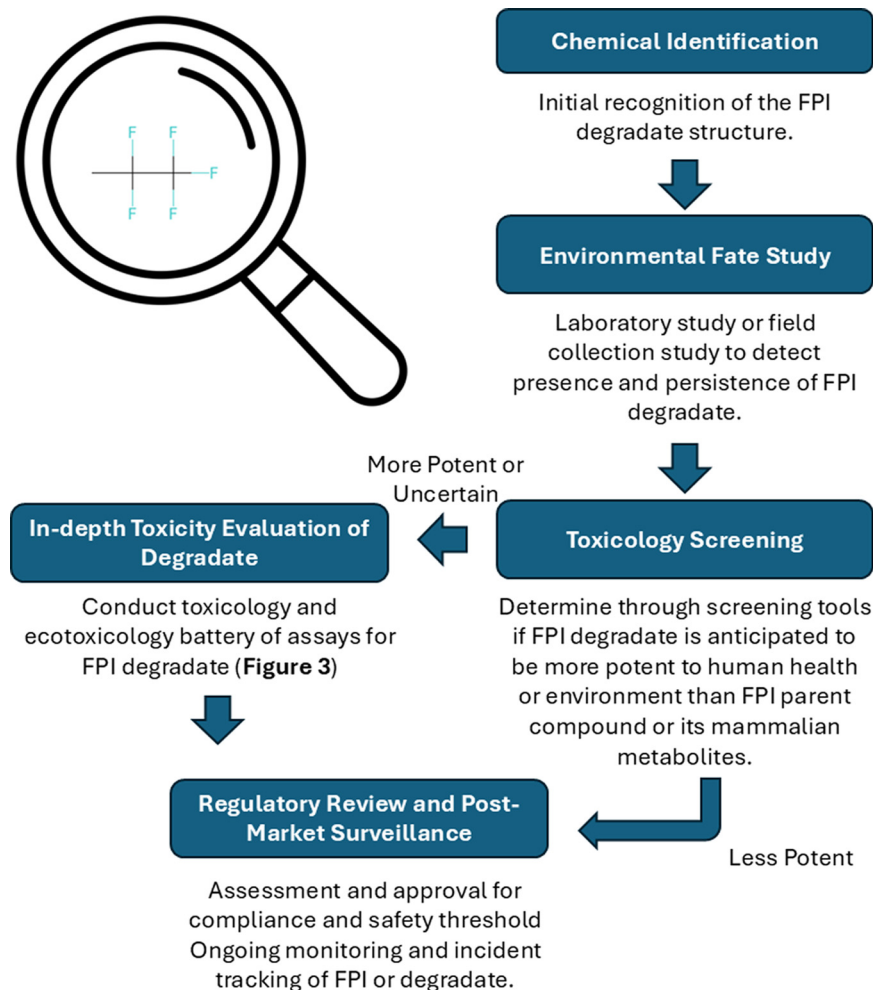 F F
F
F F
Chemical Identification
Initial recognition of the FPI
degradate structure.
Environmental Fate Study
Laboratory study or field
collection study to detect
presence and persistence of FPI
degradate.
More Potent or
Uncertain
Toxicology Screening
Determine through screening tools
if FPI degradate is anticipated to
be more potent to human health
or environment than FPI parent
compound or its mammalian
metabolites.
In-depth Toxicity Evaluation of
Degradate
Conduct toxicology and
ecotoxicology battery of assays for
FPI degradate (Figure 3)
Less Potent
Regulatory Review and Post-
Market Surveillance
Assessment and approval for
compliance and safety threshold
Ongoing monitoring and incident
tracking of FPI or degradate.